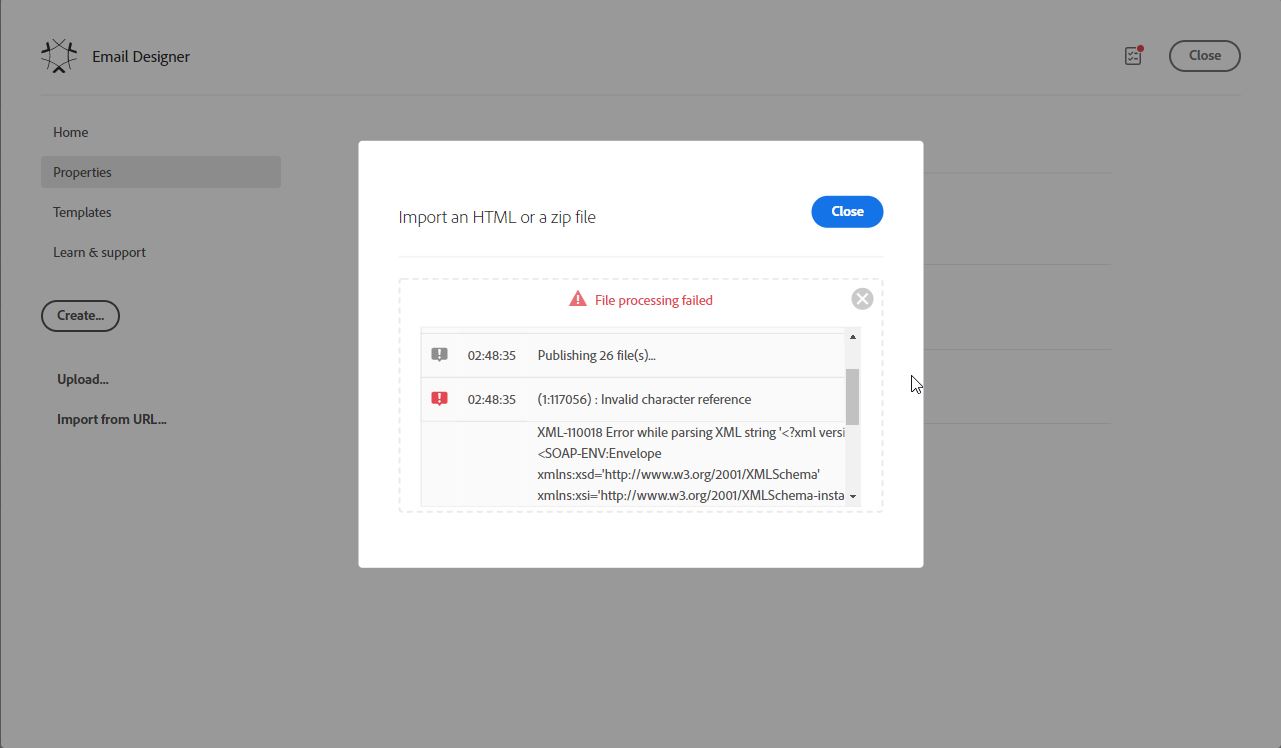 Email Designer
Close
Home
Properties
Templates
Learn & support
Create...
Upload...
Import from URL...
Import an HTML or a zip file
Close
File processing failed
02:48:35 Publishing 26 file(s)...
02:48:35 (1:117056) : Invalid character reference
XML-110018 Error while parsing XML string '<?xml versi
<SOAP-ENV:Envelope
xmlns:xsd='http://www.w3.org/2001/XMLSchema'
xmlns:xsi='http://www.w3.org/2001/XMLSchema-insta